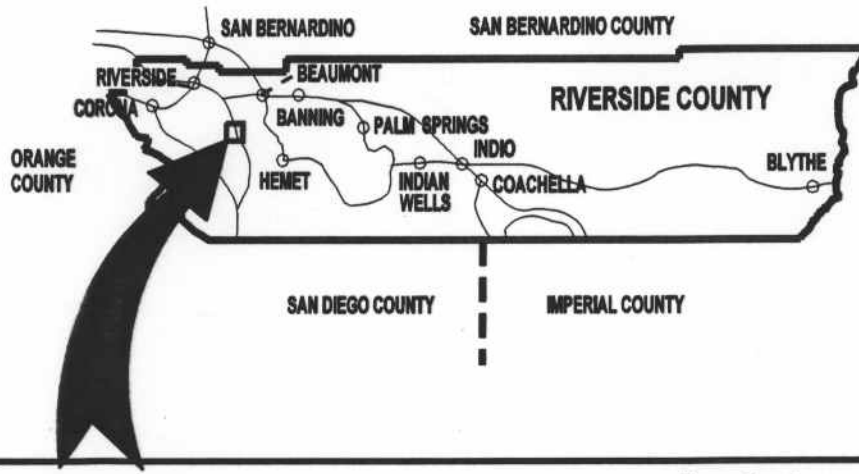 SAN BERNARDINO
SAN BERNARDINO COUNTY
RIVERSIDE
BEAUMONT
CORONA
BANNING
RIVERSIDE COUNTY
PALM SPRINGS
ORANGE
COUNTY
HEMET
INDIAN
WELLS
INDIO
COACHELLA
BLYTHE
SAN DIEGO COUNTY
IMPERIAL COUNTY